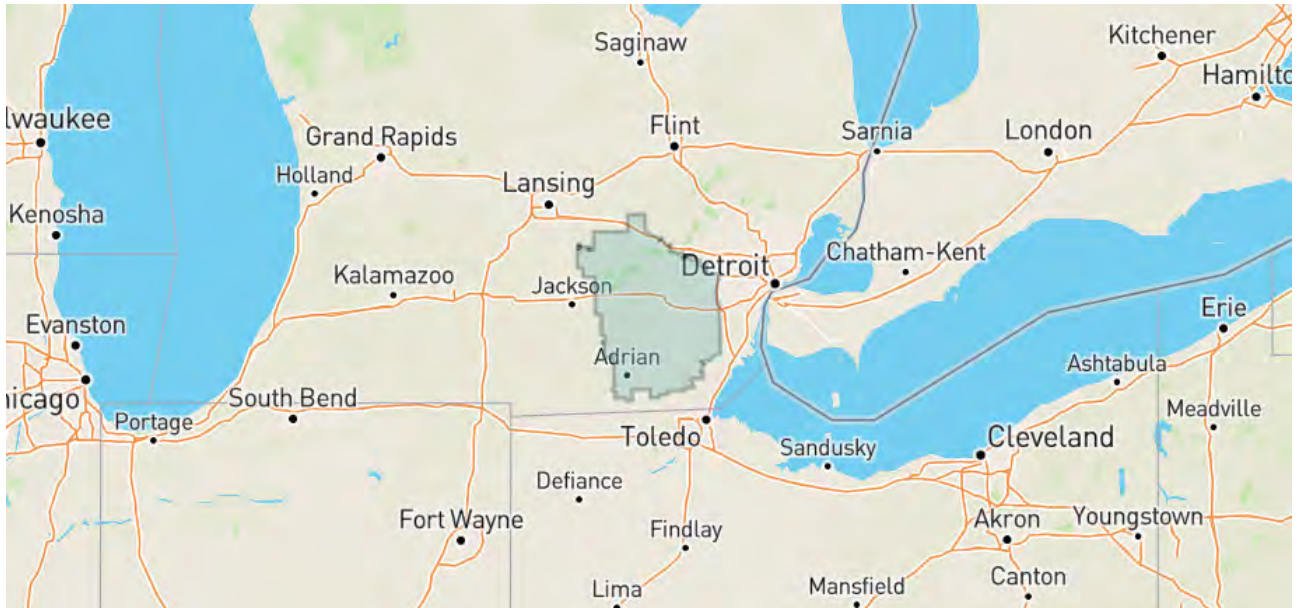 Saginaw
Kitchener
Hamilto
lwaukee
Flint
Sarnia
London
Grand Rapids
Holland
Lansing
Kenosha
Detroit
Chatham-Kent
Kalamazoo
Jackson
Erie
Evanston
Adrian
Ashtabula
hicago
South Bend
Portage
Meadville
Toledo
Cleveland
Sandusky
Defiance
Fort Wayne
Akron
Youngstown
Findlay
Canton
Lima
Mansfield